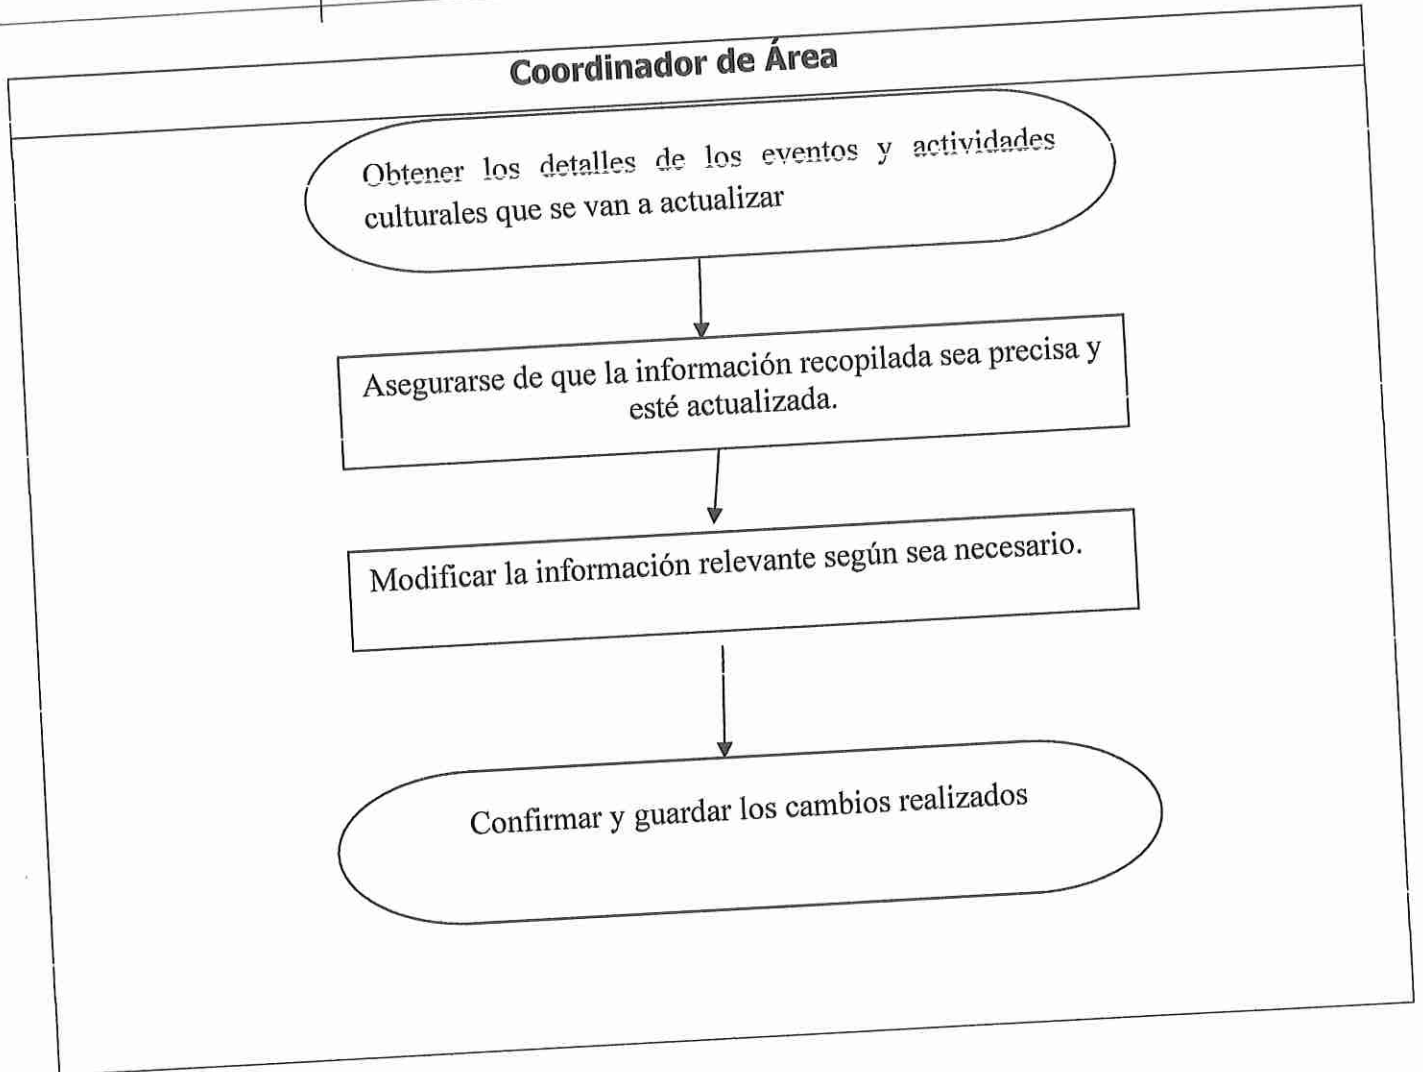 Coordinador de Área
Obtener los detalles de los eventos y actividades
culturales que se van a actualizar
Asegurarse de que la información recopilada sea precisa y
esté actualizada.
Modificar la información relevante según sea necesario.
Confirmar y guardar los cambios realizados